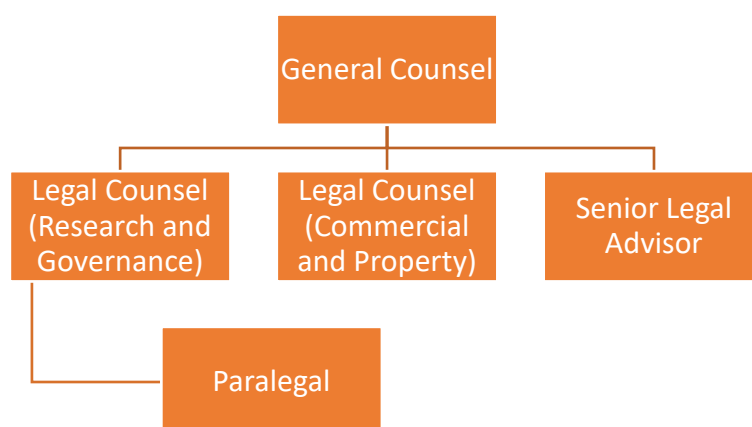 General Counsel
Legal Counsel
(Research and
Governance)
Legal Counsel
(Commercial
and Property)
Senior Legal
Advisor
Paralegal